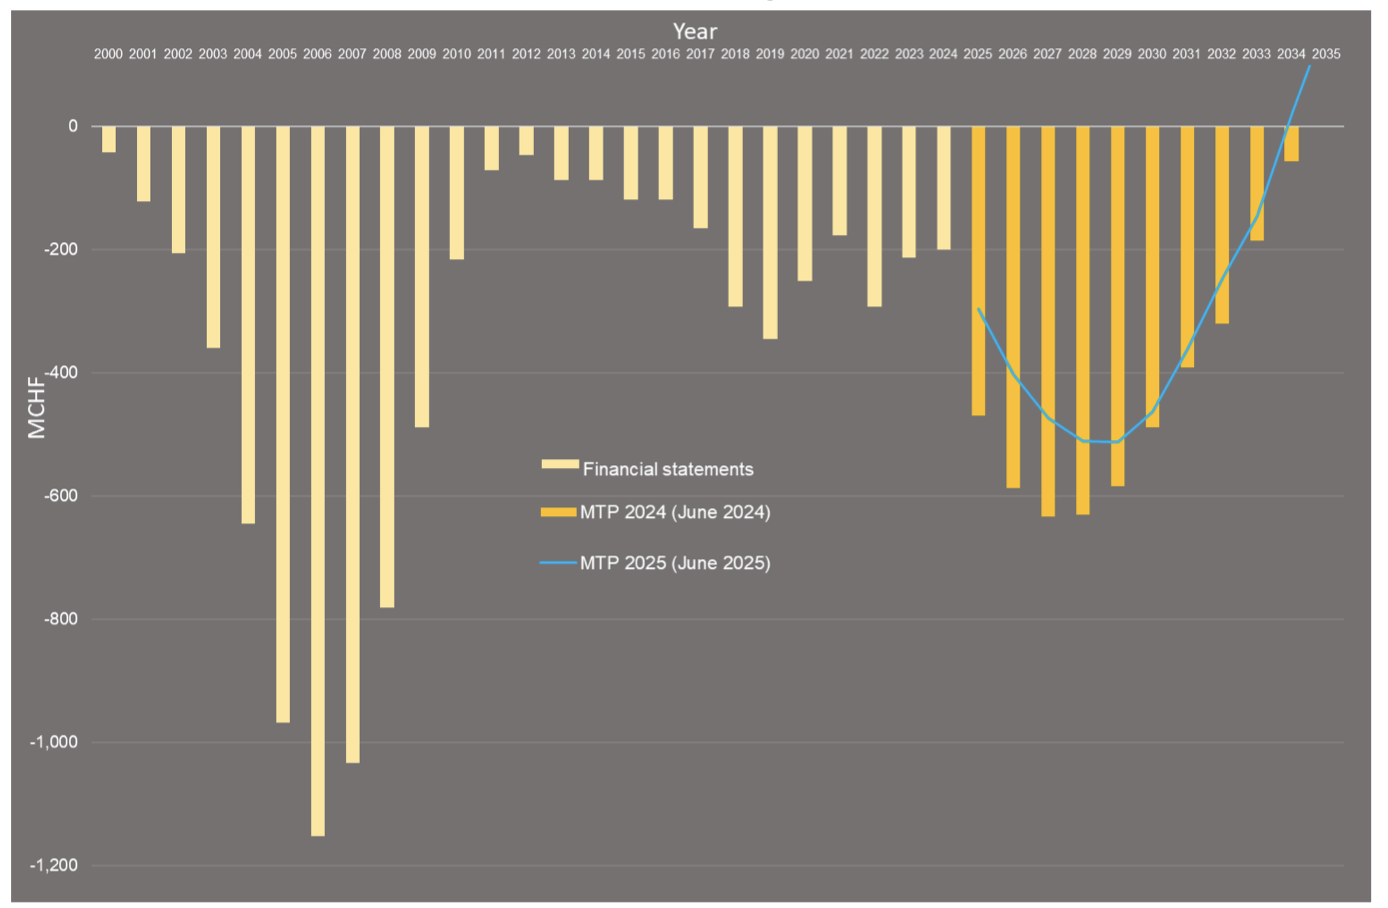 Year
2000 2001 2002 2003 2004 2005 2006 2007 2008 2009 2010 2011 2012 2013 2014 2015 2016 2017 2018 2019 2020 2021 2022 2023 2024 2025 2026 2027 2028 2029 2030 2031 2032 2033 2034 2035
0
-200
-400
MCHF
Financial statements
-600
MTP 2024 (June 2024)
MTP 2025 (June 2025)
-800
-1,000
-1,200